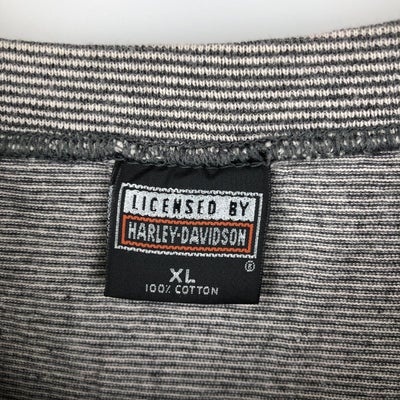 LICENSED BY
HARLEY-DAVIDSON
®
XL
100% COTTON